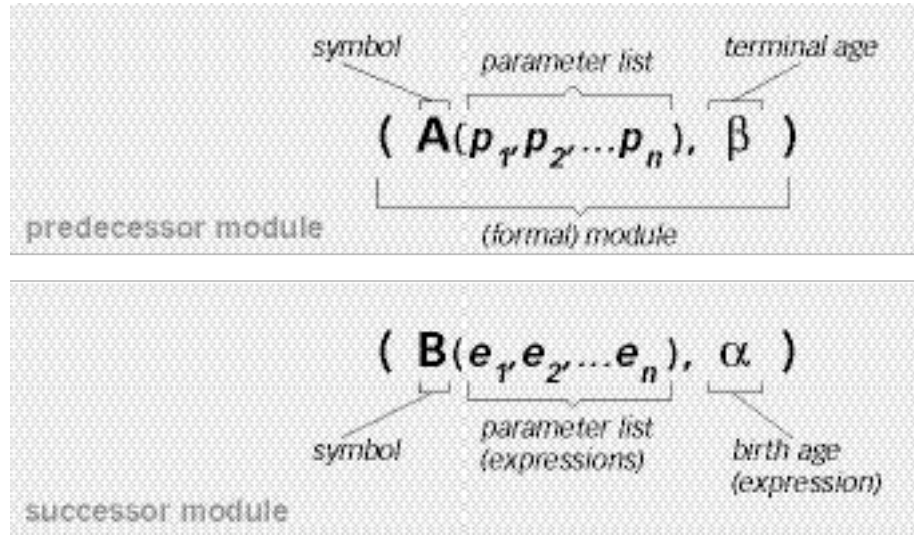 symbol parameter list terminal age
( A(p1, p2, ...pn), β )
predecessor module (formal) module
( B(e1, e2, ...en), α )
symbol parameter list birth age
(expressions) (expression)
successor module